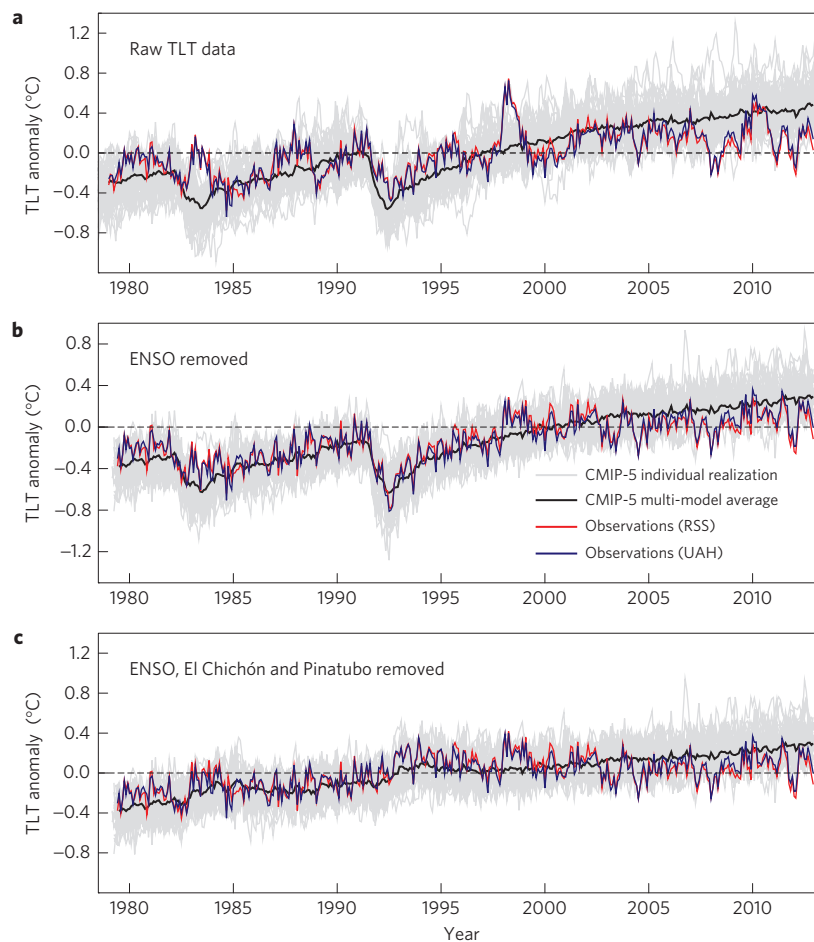 a
Raw TLT data
TLT anomaly (°C)
1.2
0.8
0.4
0.0
−0.4
−0.8
1980 1985 1990 1995 2000 2005 2010
b
ENSO removed
TLT anomaly (°C)
0.8
0.4
0.0
−0.4
−0.8
−1.2
CMIP-5 individual realization
CMIP-5 multi-model average
Observations (RSS)
Observations (UAH)
1980 1985 1990 1995 2000 2005 2010
c
ENSO, El Chichón and Pinatubo removed
TLT anomaly (°C)
1.2
0.8
0.4
0.0
−0.4
−0.8
1980 1985 1990 1995 2000 2005 2010
Year